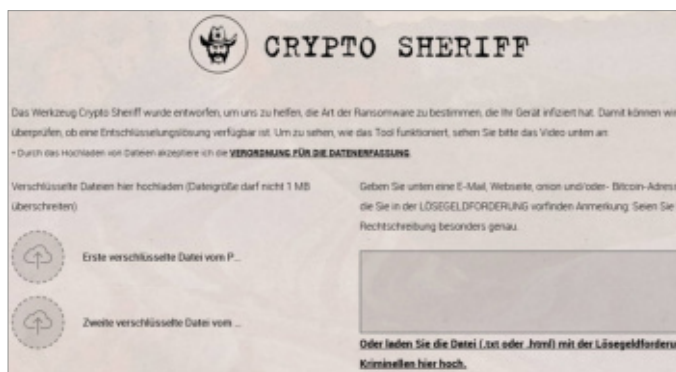 CRYPTO SHERIFF
Das Werkzeug Crypto Sheriff wurde entworfen, um uns zu helfen, die Art der Ransomware zu bestimmen, die Ihr Gerät infiziert hat. Damit können wir
überprüfen, ob eine Entschlüsselungslösung verfügbar ist. Um zu sehen, wie das Tool funktioniert, sehen Sie bitte das Video unten an:
* Durch das Hochladen von Dateien akzeptiere ich die VERORDNUNG FÜR DIE DATENERFASSUNG
Verschlüsselte Dateien hier hochladen (Dateigröße darf nicht 1 MB
überschreiten)
Erste verschlüsselte Datei vom P...
Zweite verschlüsselte Datei vom ...
Geben Sie unten eine E-Mail, Webseite, onion und/oder- Bitcoin-Adress
die Sie in der LÖSEGELDFORDERUNG vorfinden Anmerkung: Seien Sie
Rechtschreibung besonders genau.
Oder laden Sie die Datei (.txt oder .html) mit der Lösegeldforderu
Kriminellen hier hoch.